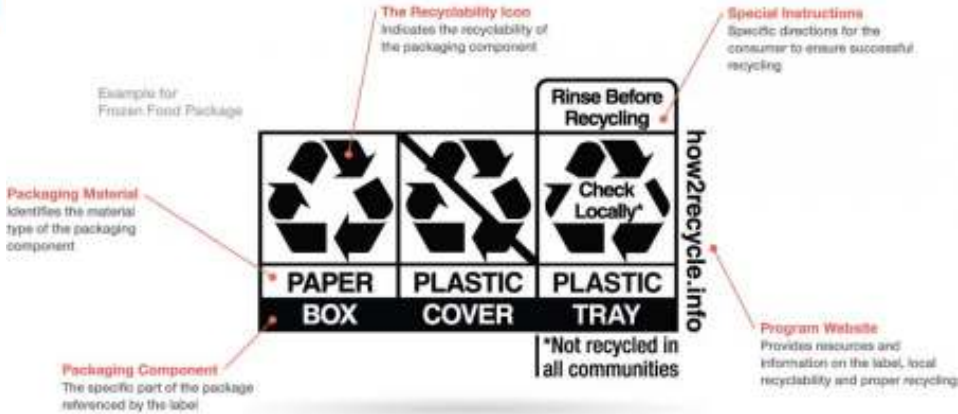 The Recyclability Icon
Indicates the recyclability of
the packaging component
Special Instructions
Specific directions for the
consumer to ensure successful
recycling
Example for
Frozen Food Package
Rinse Before
Recycling
Check
Locally*
how2recycle.info
Packaging Material
Identifies the material
type of the packaging
component
PAPER
PLASTIC
PLASTIC
BOX
COVER
TRAY
*Not recycled in
all communities
Packaging Component
The specific part of the package
referenced by the label
Program Website
Provides resources and
information on the label, local
recyclability and proper recycling